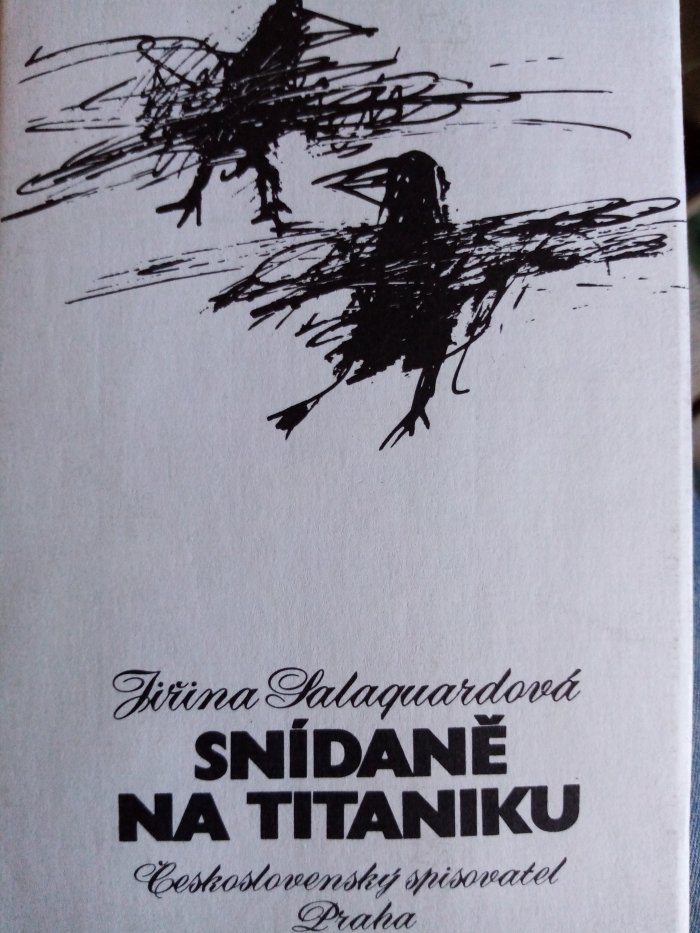 Jiřina Salaquardová
SNÍDANĚ
NA TITANIKU
Československý spisovatel
Praha